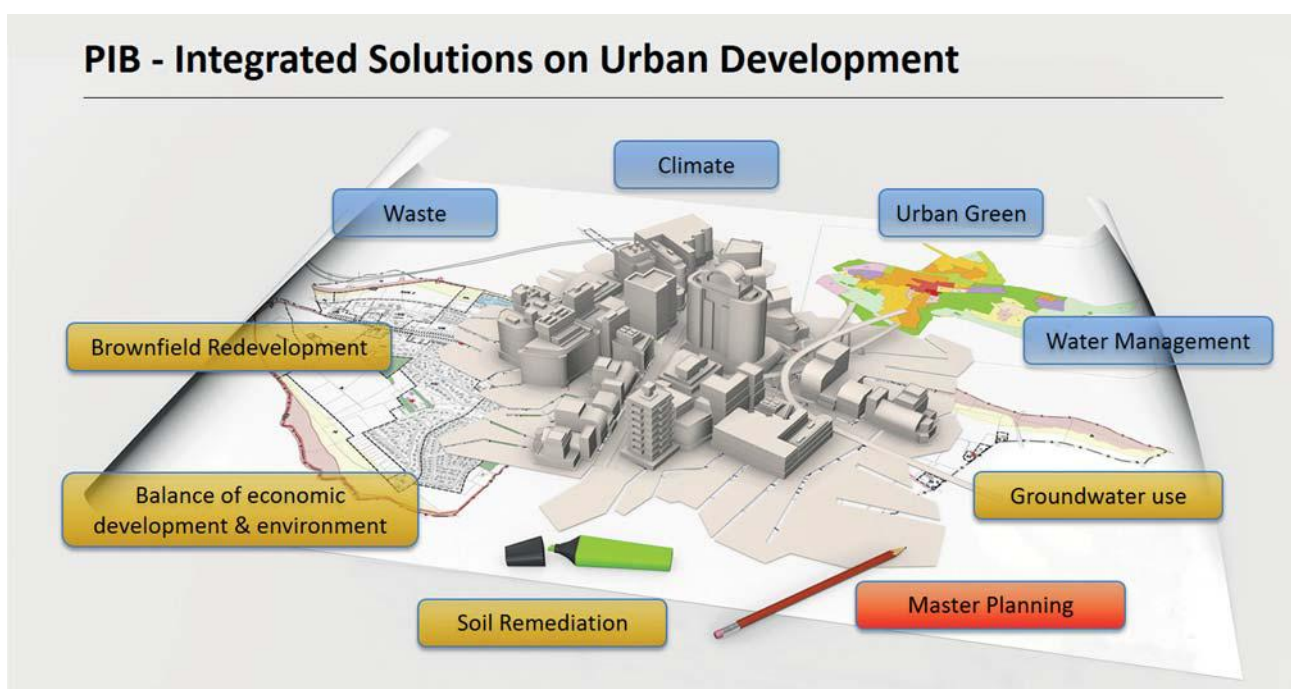 PIB - Integrated Solutions on Urban Development
Climate
Waste
Urban Green
Brownfield Redevelopment
Water Management
Balance of economic
development & environment
Groundwater use
Master Planning
Soil Remediation